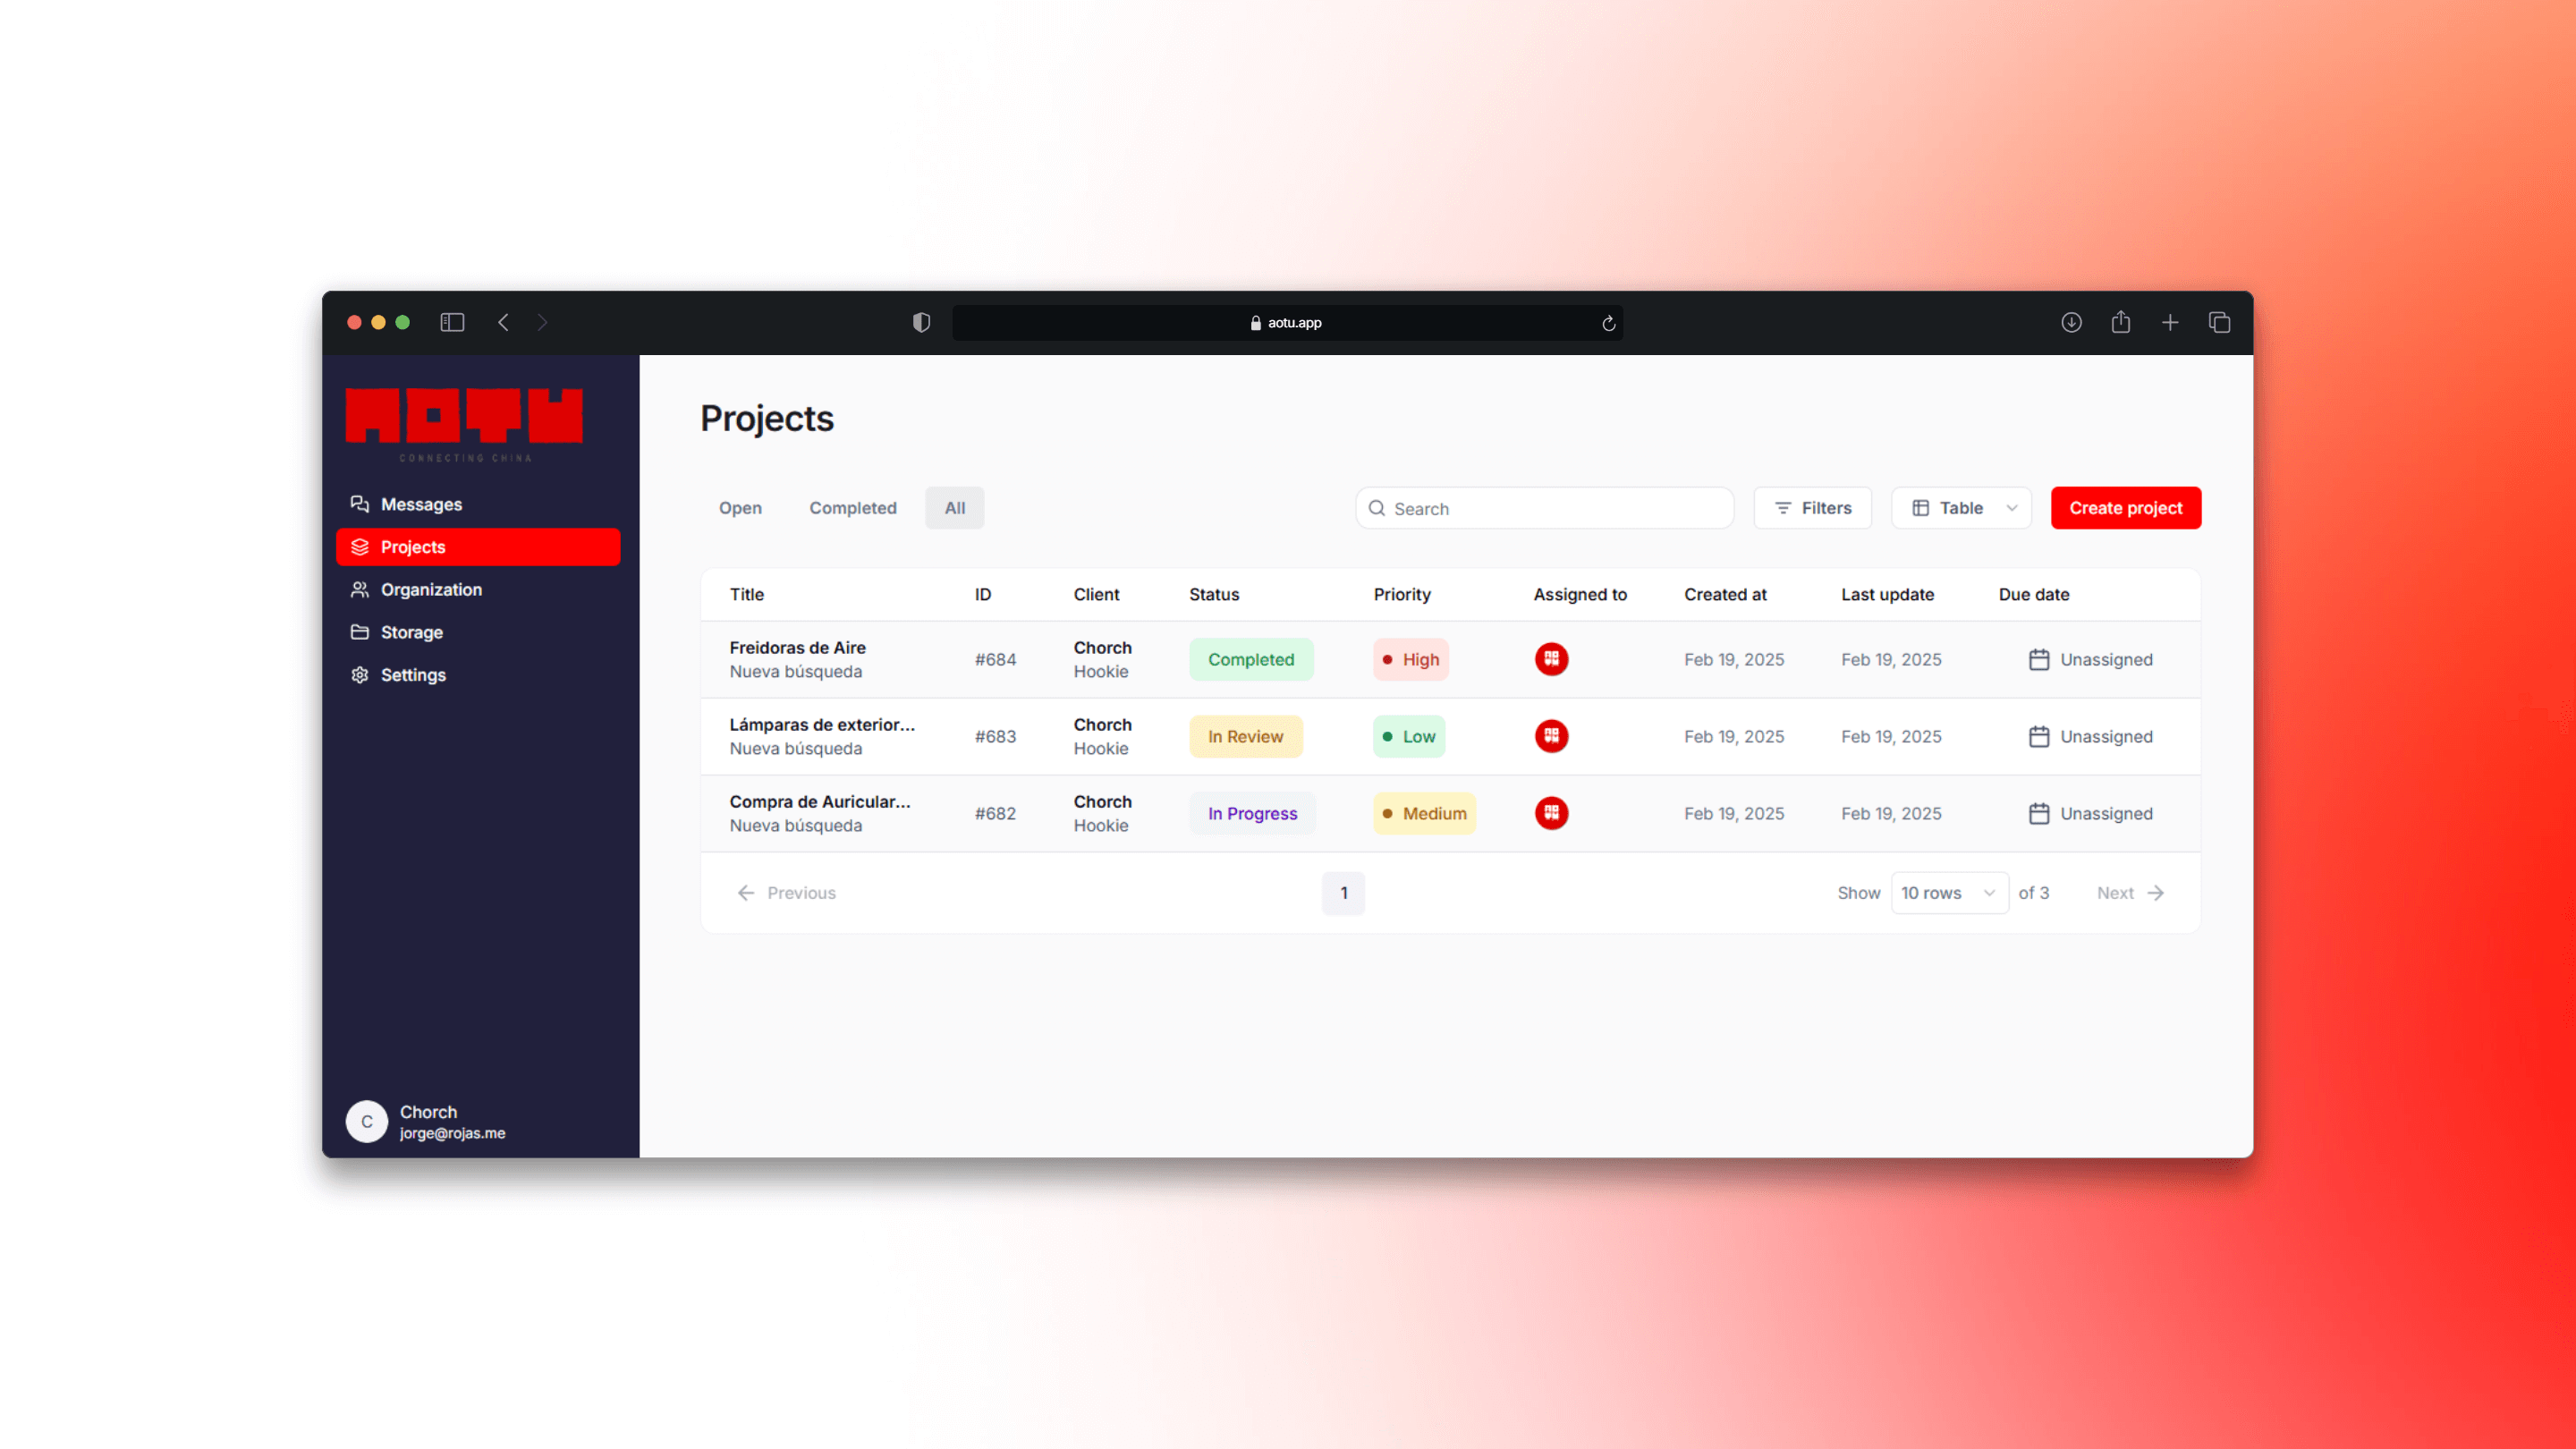 aotu.app
AOTU
CONNECTING CHINA
Messages
Projects
Organization
Storage
Settings
Chorch
jorge@rojas.me
C
Projects
Open Completed All Search Filters Table Create project
Title ID Client Status Priority Assigned to Created at Last update Due date
Freidoras de Aire #684 Chorch Completed High Feb 19, 2025 Feb 19, 2025 Unassigned
Nueva búsqueda Hookie
Lámparas de exterior... #683 Chorch In Review Low Feb 19, 2025 Feb 19, 2025 Unassigned
Nueva búsqueda Hookie
Compra de Auricular... #682 Chorch In Progress Medium Feb 19, 2025 Feb 19, 2025 Unassigned
Nueva búsqueda Hookie
Previous 1 Show 10 rows of 3 Next